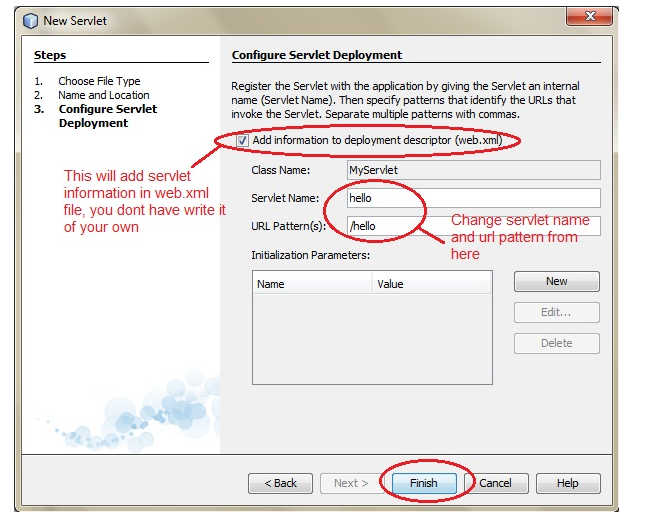 New Servlet
x
Steps
1. Choose File Type
2. Name and Location
3. Configure Servlet
Deployment
Configure Servlet Deployment
Register the Servlet with the application by giving the Servlet an internal
name (Servlet Name). Then specify patterns that identify the URLs that
invoke the Servlet. Separate multiple patterns with commas.
Add information to deployment descriptor (web.xml)
This will add servlet
information in web.xml
file, you dont have write it
of your own
Class Name: MyServlet
Servlet Name: hello
URL Pattern(s): /hello
Change servlet name
and url pattern from
here
Initialization Parameters:
Name Value
New
Edit...
Delete
< Back Next > Finish Cancel Help